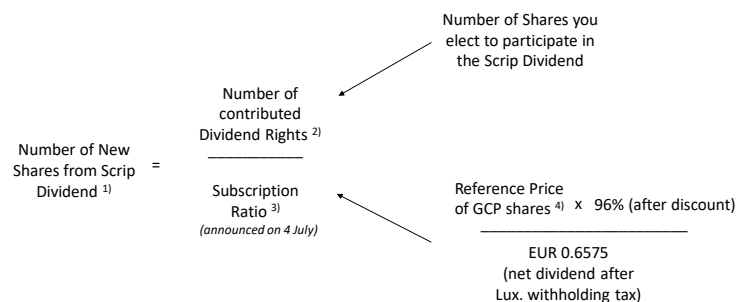 Number of Shares you
elect to participate in
the Scrip Dividend
Number of
contributed
Dividend Rights 2)
Number of New
Shares from Scrip
Dividend 1)
=
Subscription
Ratio 3)
(announced on 4 July)
Reference Price
of GCP shares 4) x 96% (after discount)
EUR 0.6575
(net dividend after
Lux. withholding tax)